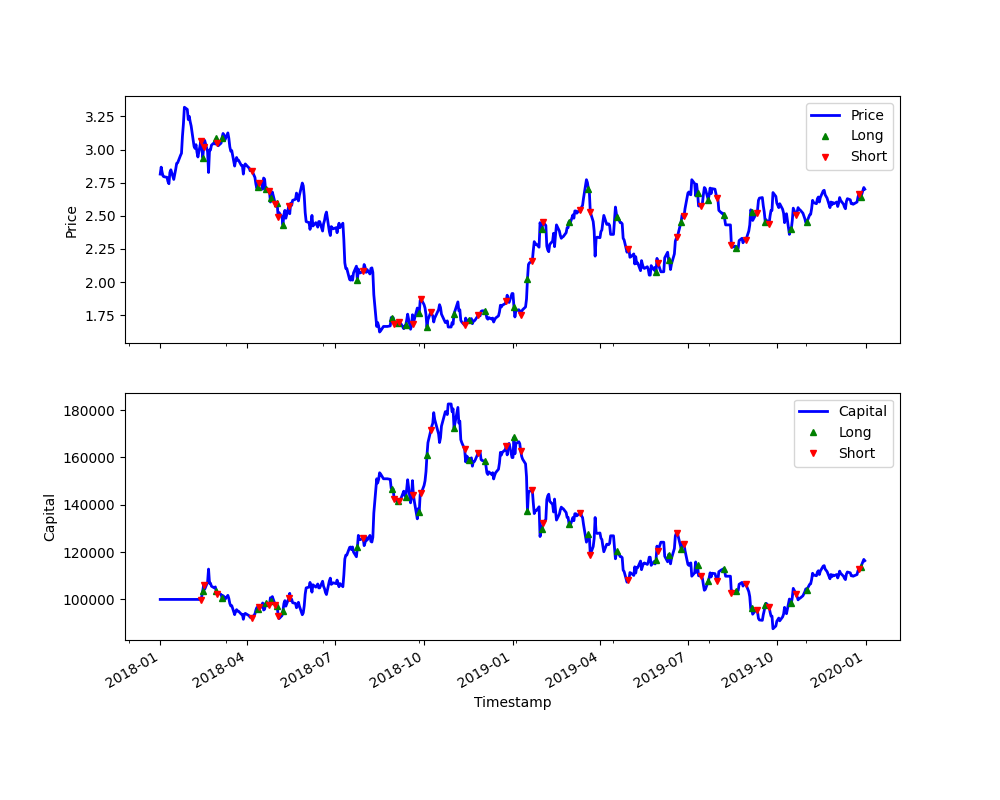 3.25
3.00
2.75
2.50
2.25
2.00
1.75
Price
Price
Long
Short
180000
160000
140000
120000
100000
Capital
Capital
Long
Short
2018-01
2018-04
2018-07
2018-10
2019-01
2019-04
2019-07
2019-10
2020-01
Timestamp